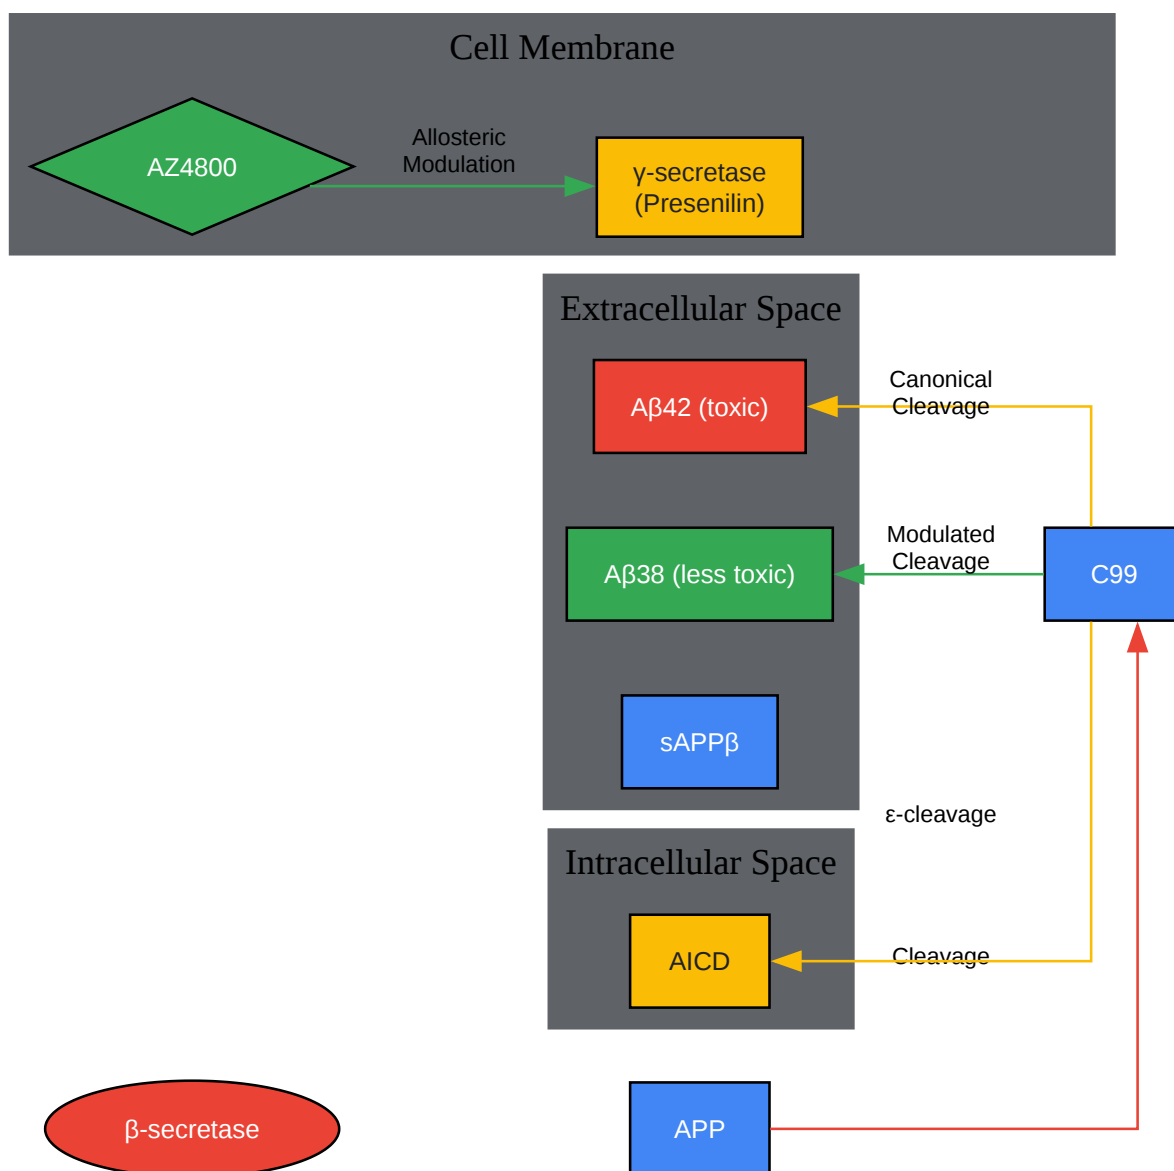 Cell Membrane
AZ4800
Allosteric
Modulation
γ-secretase
(Presenilin)
Extracellular Space
Aβ42 (toxic)
Canonical
Cleavage
Aβ38 (less toxic)
Modulated
Cleavage
C99
sAPPβ
ε-cleavage
Intracellular Space
AICD
Cleavage
β-secretase
APP